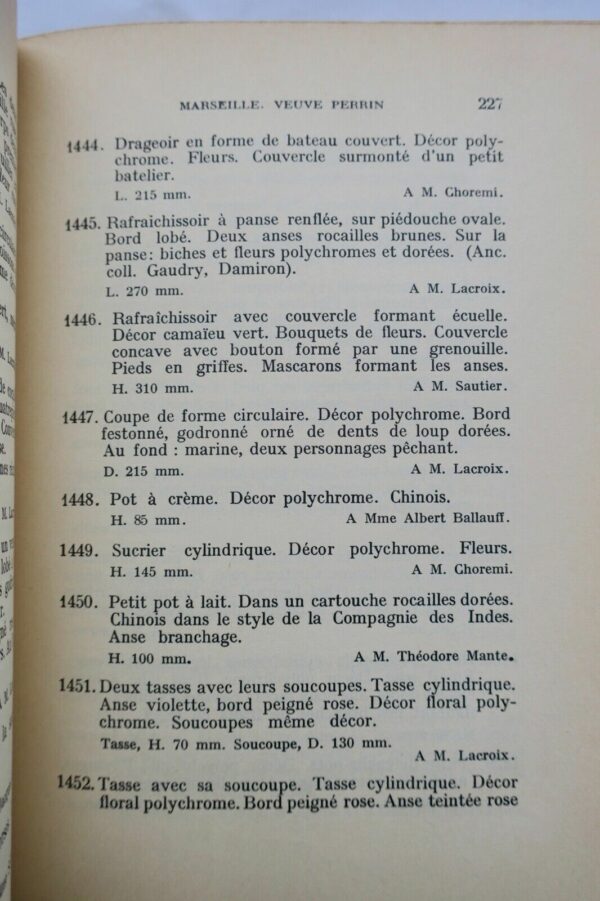 MARSEILLE. VEUVE PERRIN 227
1444. Drageoir en forme de bateau couvert. Décor poly-
chrome. Fleurs. Couvercle surmonté d'un petit
batelier.
L. 215 mm. A M. Choremi.
1445. Rafraichissoir à panse renflée, sur piédouche ovale.
Bord lobé. Deux anses rocailles brunes. Sur la
panse: biches et fleurs polychromes et dorées. (Anc.
coll. Gaudry, Damiron).
L. 270 mm. A M. Lacroix.
1446. Rafraîchissoir avec couvercle formant écuelle.
Décor camaïeu vert. Bouquets de fleurs. Couvercle
concave avec bouton formé par une grenouille.
Pieds en griffes. Mascarons formant les anses.
H. 310 mm. A M. Sautier.
1447. Coupe de forme circulaire. Décor polychrome. Bord
festonné, godronné orné de dents de loup dorées.
Au fond : marine, deux personnages pêchant.
D. 215 mm. A M. Lacroix.
1448. Pot à crème. Décor polychrome. Chinois.
H. 85 mm. A Mme Albert Ballauff.
1449. Sucrier cylindrique. Décor polychrome. Fleurs.
H. 145 mm. A M. Choremi.
1450. Petit pot à lait. Dans un cartouche rocailles dorées.
Chinois dans le style de la Compagnie des Indes.
Anse branchage.
H. 100 mm. A M. Théodore Mante.
1451. Deux tasses avec leurs soucoupes. Tasse cylindrique.
Anse violette, bord peigné rose. Décor floral poly-
chrome. Soucoupes même décor.
Tasse, H. 70 mm. Soucoupe, D. 130 mm.
A M. Lacroix.
1452. Tasse avec sa soucoupe. Tasse cylindrique. Décor
floral polychrome. Bord peigné rose. Anse teintée rose